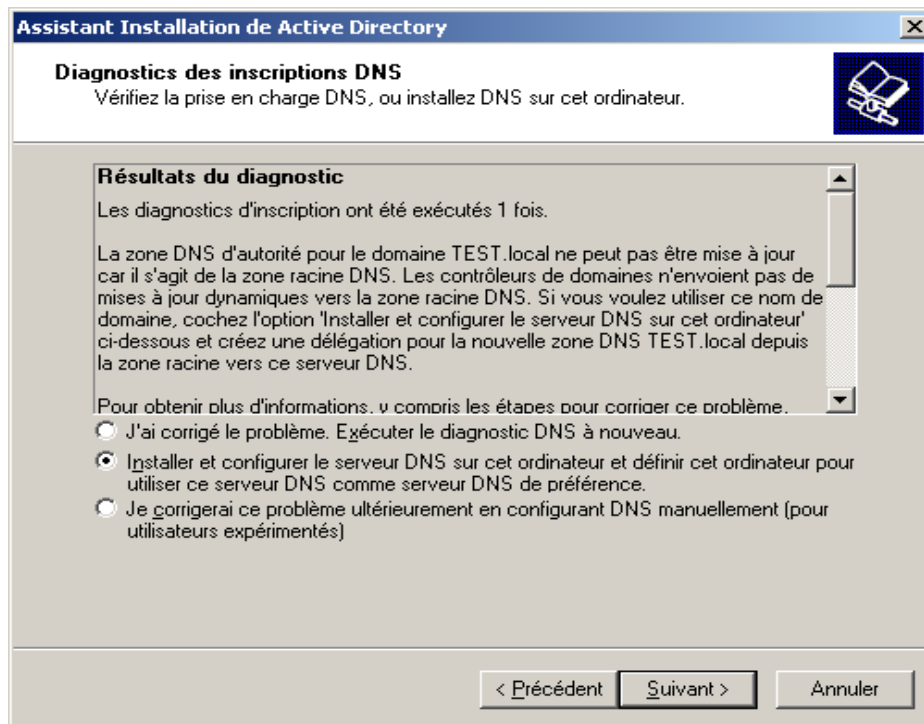 Assistant Installation de Active Directory
Diagnostics des inscriptions DNS
Vérifiez la prise en charge DNS, ou installez DNS sur cet ordinateur.
Résultats du diagnostic
Les diagnostics d'inscription ont été exécutés 1 fois.
La zone DNS d'autorité pour le domaine TEST.local ne peut pas être mise à jour
car il s'agit de la zone racine DNS. Les contrôleurs de domaines n'envoient pas de
mises à jour dynamiques vers la zone racine DNS. Si vous voulez utiliser ce nom de
domaine, cochez l'option 'Installer et configurer le serveur DNS sur cet ordinateur'
ci-dessous et créez une délégation pour la nouvelle zone DNS TEST.local depuis
la zone racine vers ce serveur DNS.
Pour obtenir plus d'informations, y compris les étapes pour corriger ce problème,
J'ai corrigé le problème. Exécuter le diagnostic DNS à nouveau.
Installer et configurer le serveur DNS sur cet ordinateur et définir cet ordinateur pour
utiliser ce serveur DNS comme serveur DNS de préférence.
Je corrigerai ce problème ultérieurement en configurant DNS manuellement (pour
utilisateurs expérimentés)
< Précédent
Suivant >
Annuler